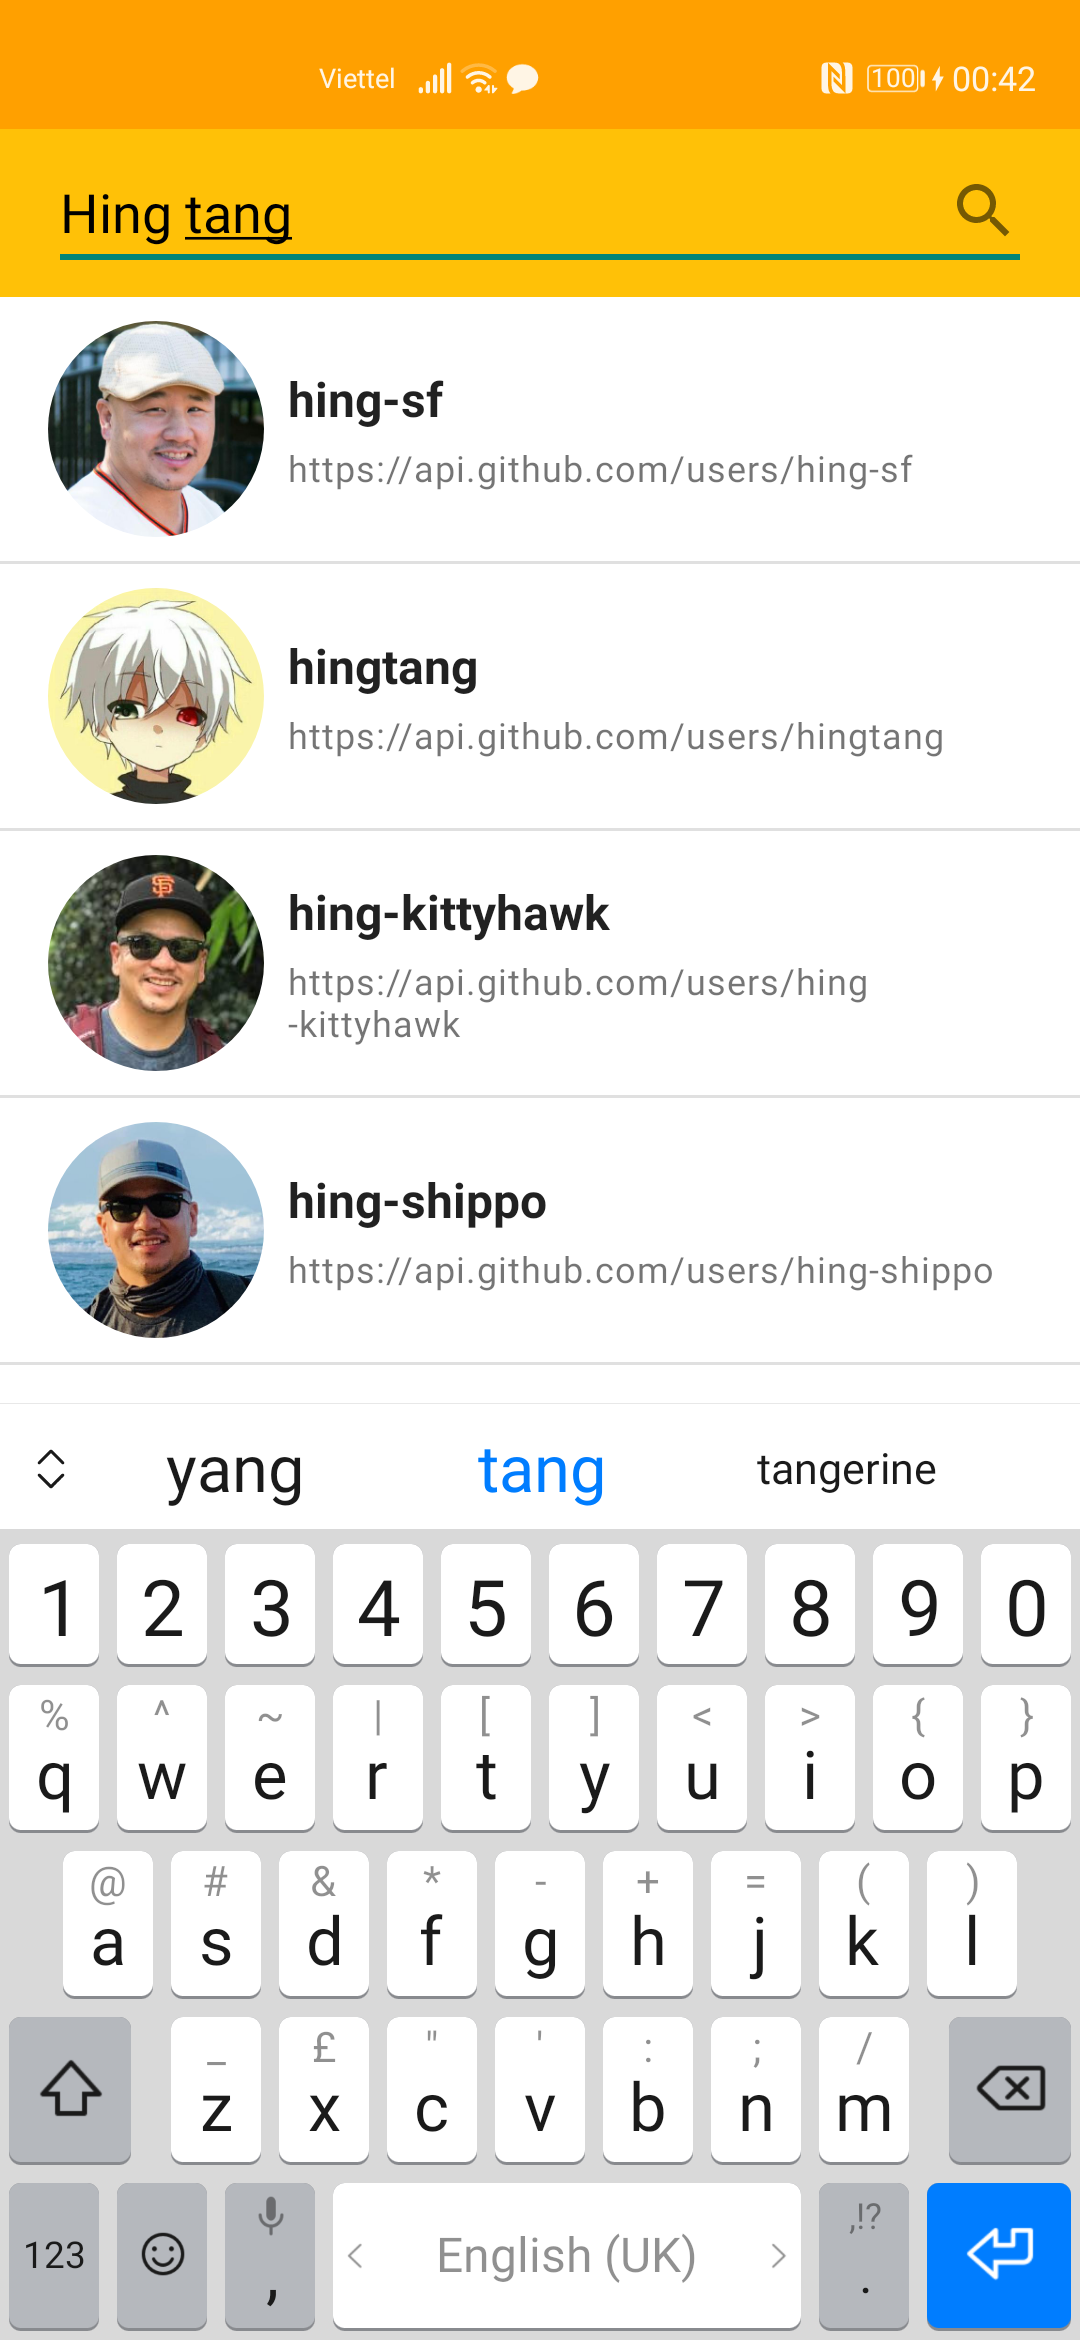 Viettel 100 00:42
Hing tang
hing-sf
https://api.github.com/users/hing-sf
hingtang
https://api.github.com/users/hingtang
hing-kittyhawk
https://api.github.com/users/hing
-kittyhawk
hing-shippo
https://api.github.com/users/hing-shippo
yang tang tangerine
1 2 3 4 5 6 7 8 9 0
% ^ ~ | [ ] < > { }
q w e r t y u i o p
@ # & * - + = ( )
a s d f g h j k l
_ £ " ' : ; /
z x c v b n m
,!?
123 , < English (UK) > .